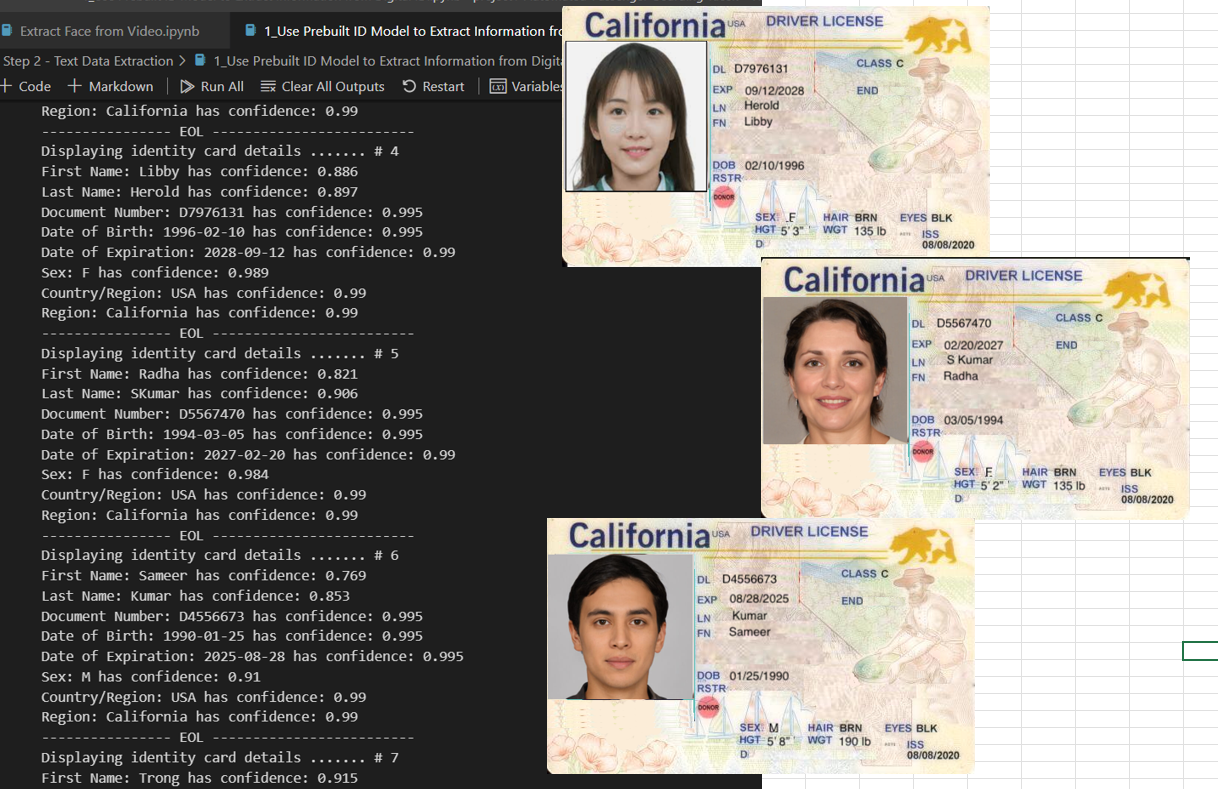 Extract Face from Video.ipynb
1_Use Prebuilt ID Model to Extract Information fro
Step 2 - Text Data Extraction > 1_Use Prebuilt ID Model to Extract Information from Digita
+ Code + Markdown Run All Clear All Outputs Restart Variables
Region: California has confidence: 0.99
---------------- EOL -------------------------
Displaying identity card details ....... # 4
First Name: Libby has confidence: 0.886
Last Name: Herold has confidence: 0.897
Document Number: D7976131 has confidence: 0.995
Date of Birth: 1996-02-10 has confidence: 0.995
Date of Expiration: 2028-09-12 has confidence: 0.99
Sex: F has confidence: 0.989
Country/Region: USA has confidence: 0.99
Region: California has confidence: 0.99
---------------- EOL -------------------------
Displaying identity card details ....... # 5
First Name: Radha has confidence: 0.821
Last Name: SKumar has confidence: 0.906
Document Number: D5567470 has confidence: 0.995
Date of Birth: 1994-03-05 has confidence: 0.995
Date of Expiration: 2027-02-20 has confidence: 0.99
Sex: F has confidence: 0.984
Country/Region: USA has confidence: 0.99
Region: California has confidence: 0.99
---------------- EOL -------------------------
Displaying identity card details ....... # 6
First Name: Sameer has confidence: 0.769
Last Name: Kumar has confidence: 0.853
Document Number: D4556673 has confidence: 0.995
Date of Birth: 1990-01-25 has confidence: 0.995
Date of Expiration: 2025-08-28 has confidence: 0.995
Sex: M has confidence: 0.91
Country/Region: USA has confidence: 0.99
Region: California has confidence: 0.99
---------------- EOL -------------------------
Displaying identity card details ....... # 7
First Name: Trong has confidence: 0.915
California USA DRIVER LICENSE
DL D7976131 CLASS C
EXP 09/12/2028 END
LN Herold
FN Libby
DOB 02/10/1996
RSTR
DONOR
SEX F HAIR BRN EYES BLK
HGT 5' 3" WGT 135 lb ISS
D 08/08/2020
California USA DRIVER LICENSE
DL D5567470 CLASS C
EXP 02/20/2027 END
LN S Kumar
FN Radha
DOB 03/05/1994
RSTR
DONOR
SEX F HAIR BRN EYES BLK
HGT 5' 2" WGT 135 lb ISS
D 08/08/2020
California USA DRIVER LICENSE
DL D4556673 CLASS C
EXP 08/28/2025 END
LN Kumar
FN Sameer
DOB 01/25/1990
RSTR
DONOR
SEX M HAIR BRN EYES BLK
HGT 5' 8" WGT 190 lb ISS
D 08/08/2020